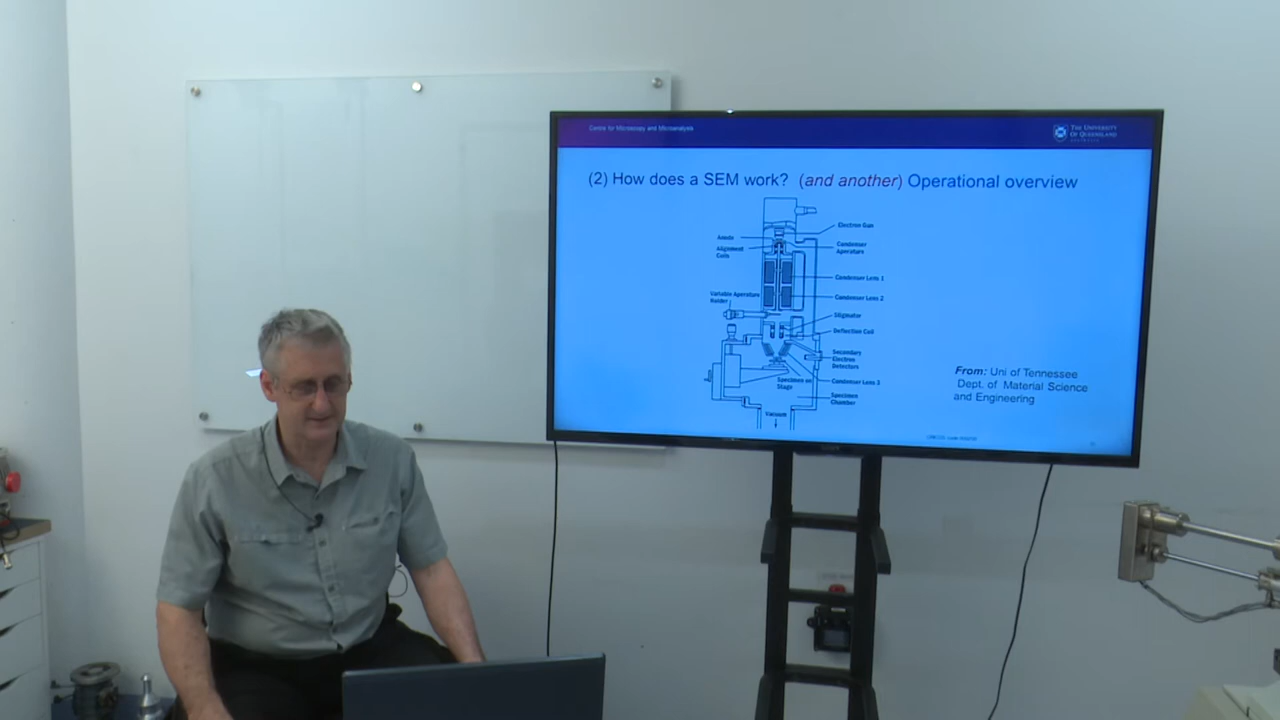 Centre for Microscopy and Microanalysis
THE UNIVERSITY
OF QUEENSLAND
AUSTRALIA
(2) How does a SEM work? (and another) Operational overview
Electron Gun
Anode
Alignment
Coils
Condenser
Aperature
Condenser Lens 1
Variable Aperature
Holder
Condenser Lens 2
Stigmator
Deflection Coil
Secondary
Electron
Detectors
Specimen on
Stage
Condenser Lens 3
Specimen
Chamber
Vacuum
From: Uni of Tennessee
Dept. of Material Science
and Engineering